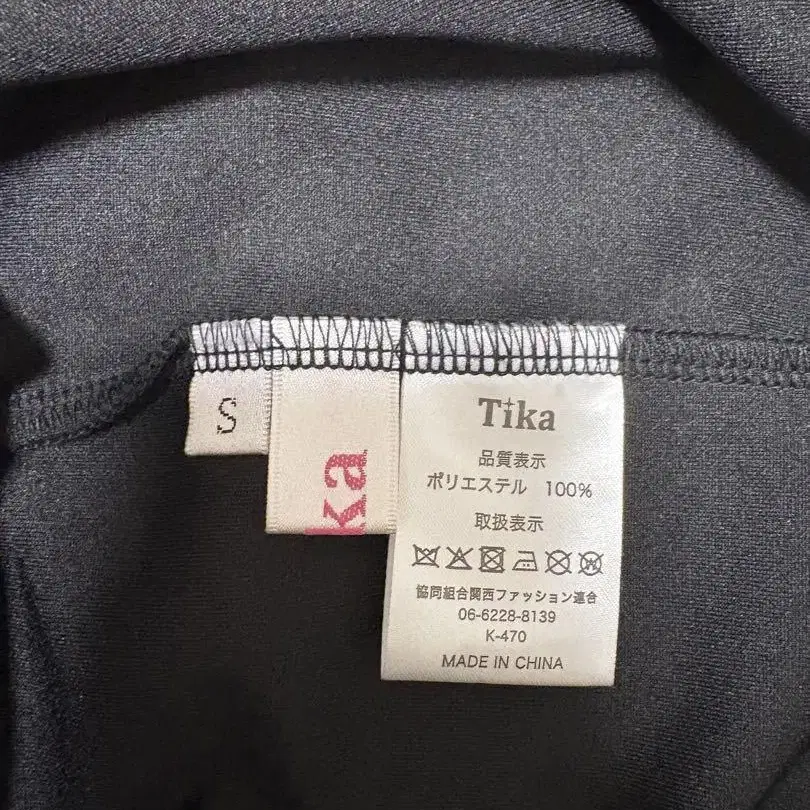 S
ka
Tika
品質表示
ポリエステル 100%
取扱表示
協同組合関西ファッション連合
06-6228-8139
K-470
MADE IN CHINA